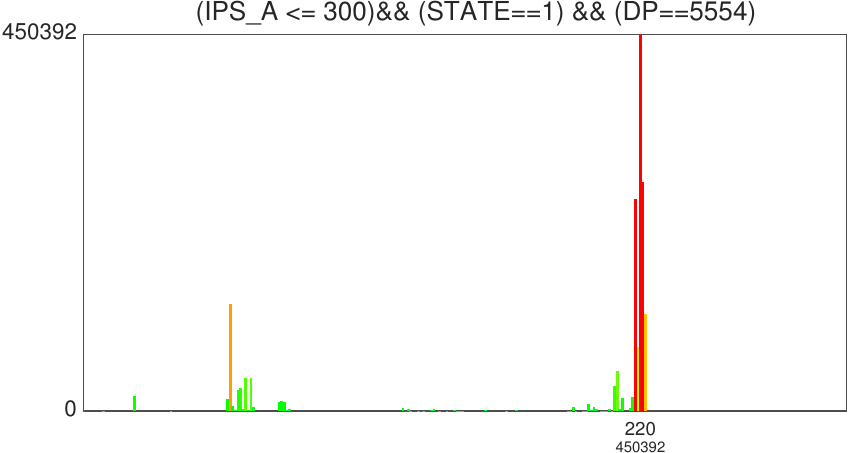 (IPS_A <= 300)&& (STATE==1) && (DP==5554)
450392
0
220
450392